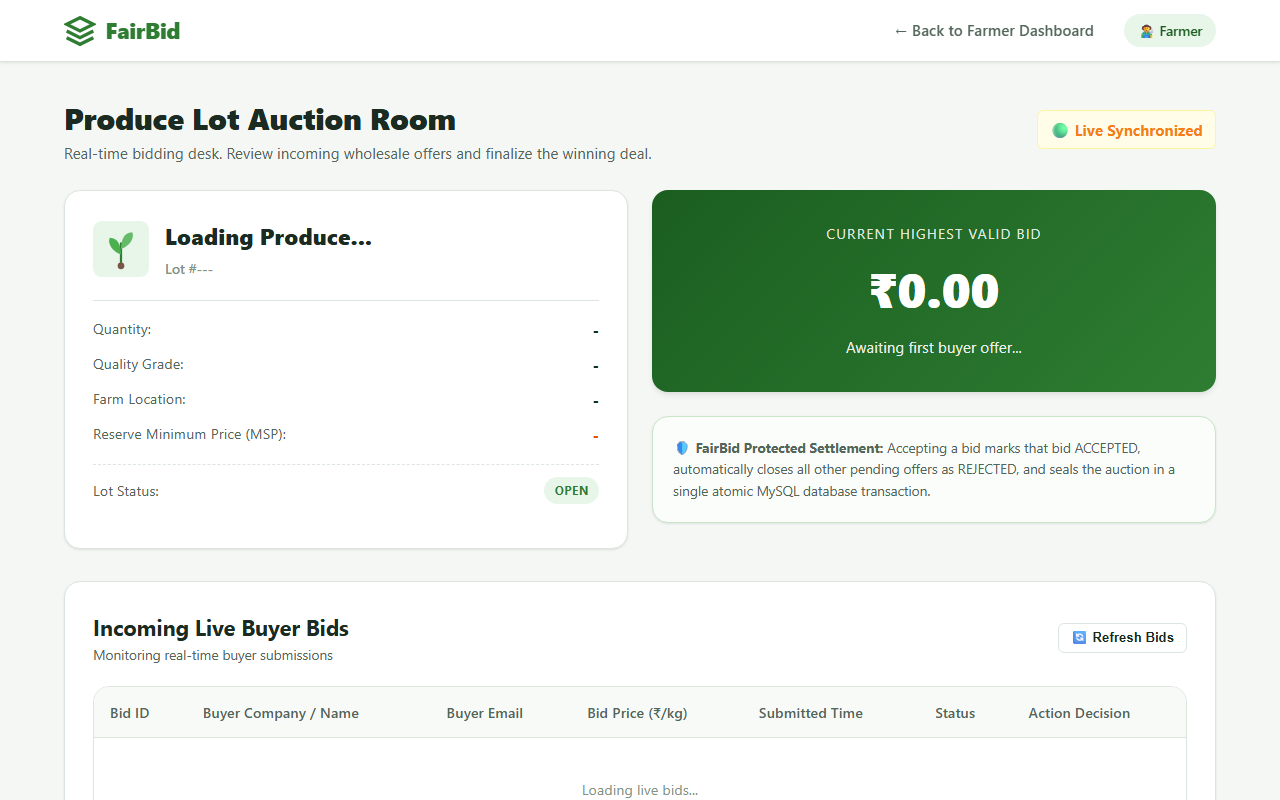 FairBid
← Back to Farmer Dashboard
Farmer
Produce Lot Auction Room
Real-time bidding desk. Review incoming wholesale offers and finalize the winning deal.
Live Synchronized
Loading Produce...
Lot #---
Quantity: -
Quality Grade: -
Farm Location: -
Reserve Minimum Price (MSP): -
Lot Status: OPEN
CURRENT HIGHEST VALID BID
₹0.00
Awaiting first buyer offer...
FairBid Protected Settlement: Accepting a bid marks that bid ACCEPTED,
automatically closes all other pending offers as REJECTED, and seals the auction in a
single atomic MySQL database transaction.
Incoming Live Buyer Bids
Monitoring real-time buyer submissions
Refresh Bids
Bid ID Buyer Company / Name Buyer Email Bid Price (₹/kg) Submitted Time Status Action Decision
Loading live bids...